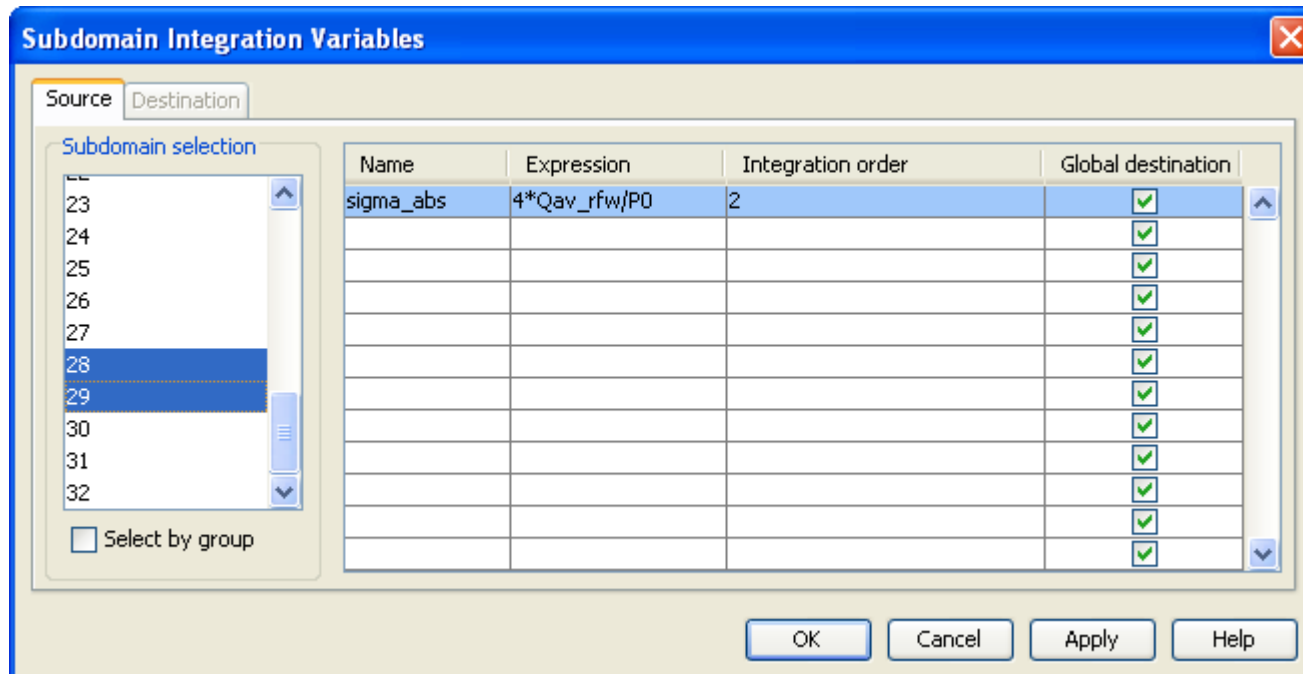 Subdomain Integration Variables
Source Destination
Subdomain selection
Name Expression Integration order Global destination
sigma_abs 4*Qav_rfw/P0 2
23
24
25
26
27
28
29
30
31
32
Select by group
OK Cancel Apply Help